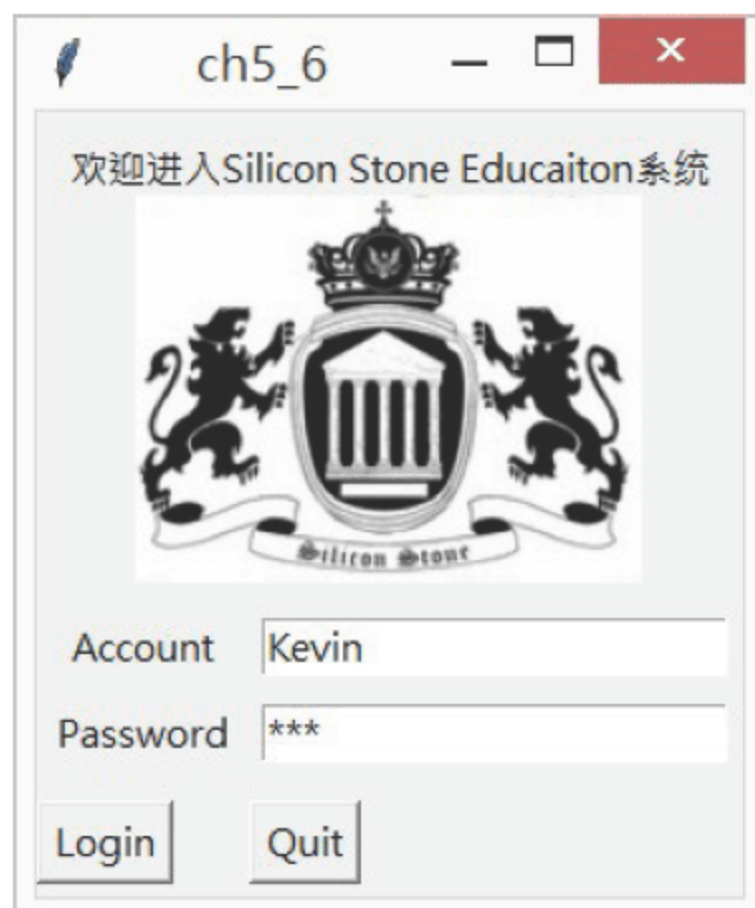 ch5_6
欢迎进入Silicon Stone Educaiton系统
Silicon Stone
Account Kevin
Password ***
Login Quit